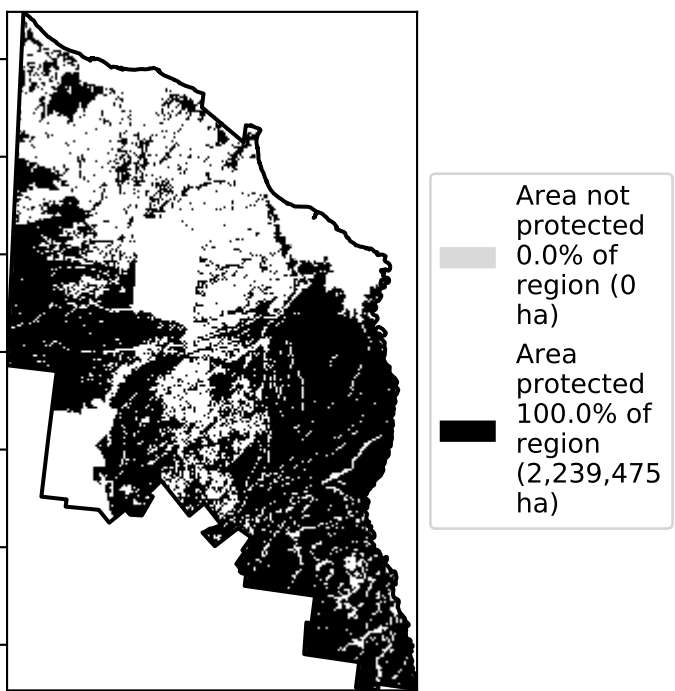 Area not
protected
0.0% of
region (0
ha)
Area
protected
100.0% of
region
(2,239,475
ha)